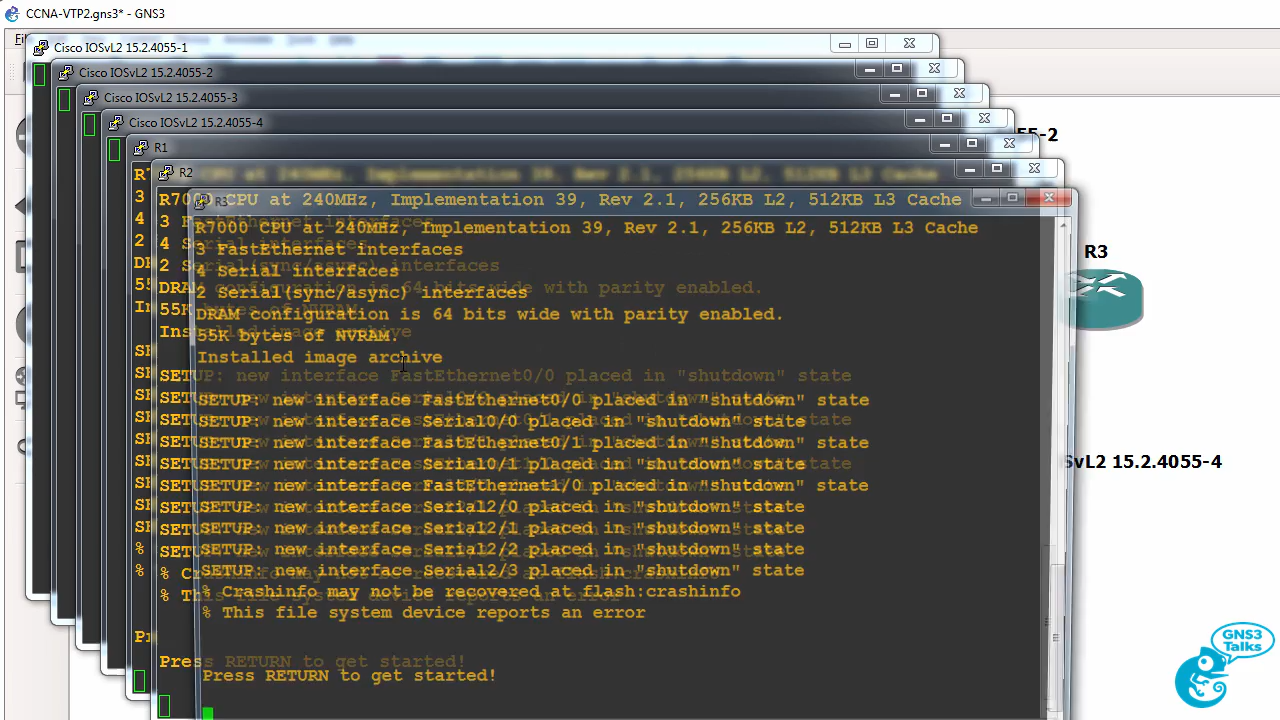 CCNA-VTP2.gns3* - GNS3
Cisco IOSvL2 15.2.4055-1
Cisco IOSvL2 15.2.4055-2
Cisco IOSvL2 15.2.4055-3
Cisco IOSvL2 15.2.4055-4
R1
R2
R3
R7000 CPU at 240MHz, Implementation 39, Rev 2.1, 256KB L2, 512KB L3 Cache
R7000 CPU at 240MHz, Implementation 39, Rev 2.1, 256KB L2, 512KB L3 Cache
3 FastEthernet interfaces
4 Serial interfaces
2 Serial(sync/async) interfaces
DRAM configuration is 64 bits wide with parity enabled.
55K bytes of NVRAM.
Installed image archive
SETUP: new interface FastEthernet0/0 placed in "shutdown" state
SETUP: new interface FastEthernet0/0 placed in "shutdown" state
SETUP: new interface Serial0/0 placed in "shutdown" state
SETUP: new interface FastEthernet0/1 placed in "shutdown" state
SETUP: new interface Serial0/1 placed in "shutdown" state
SETUP: new interface FastEthernet1/0 placed in "shutdown" state
SETUP: new interface Serial2/0 placed in "shutdown" state
SETUP: new interface Serial2/1 placed in "shutdown" state
SETUP: new interface Serial2/2 placed in "shutdown" state
SETUP: new interface Serial2/3 placed in "shutdown" state
% Crashinfo may not be recovered at flash:crashinfo
% This file system device reports an error
Press RETURN to get started!
Press RETURN to get started!
55-2
R3
SvL2 15.2.4055-4
GNS3
Talks